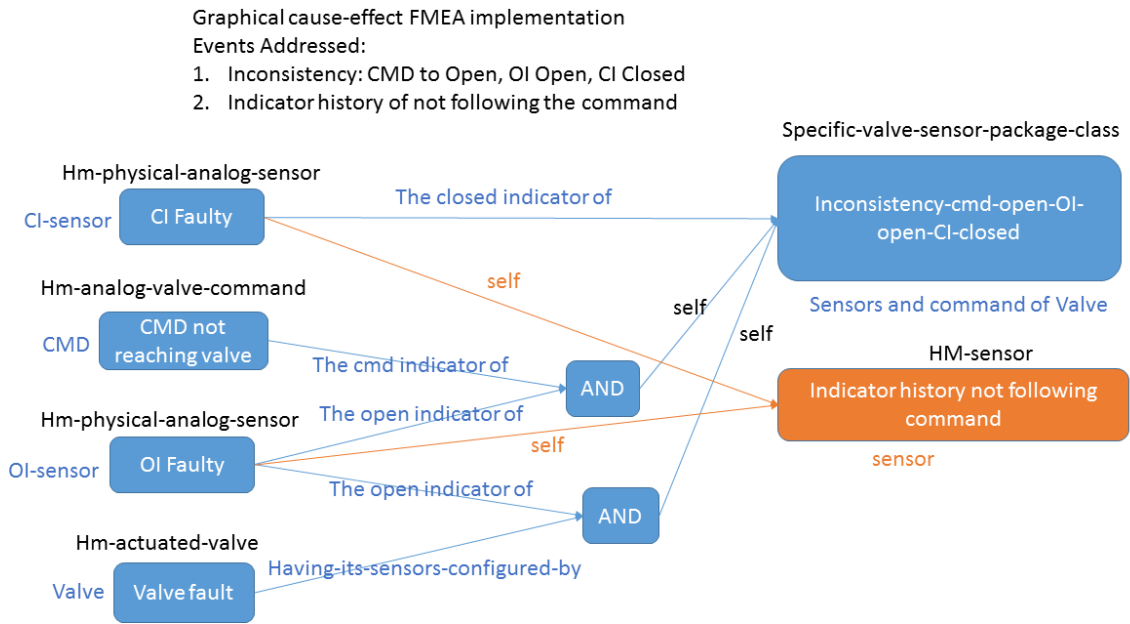 Graphical cause-effect FMEA implementation
Events Addressed:
1. Inconsistency: CMD to Open, OI Open, CI Closed
2. Indicator history of not following the command
Specific-valve-sensor-package-class
Hm-physical-analog-sensor
CI-sensor
CI Faulty
The closed indicator of
Inconsistency-cmd-open-OI-
open-CI-closed
self
Hm-analog-valve-command
self
Sensors and command of Valve
CMD
CMD not
reaching valve
self
The cmd indicator of
HM-sensor
AND
Indicator history not following
command
Hm-physical-analog-sensor
The open indicator of
self
sensor
OI-sensor
OI Faulty
The open indicator of
AND
Hm-actuated-valve
Having-its-sensors-configured-by
Valve
Valve fault